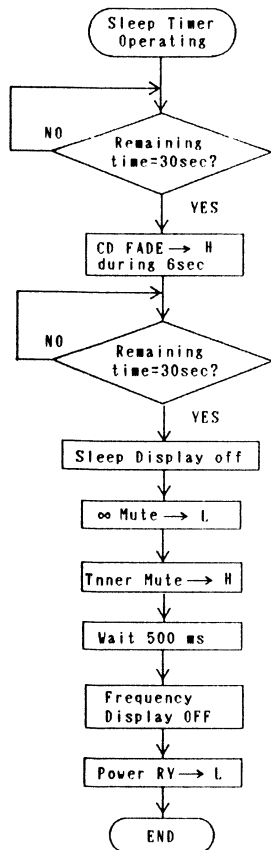 Sleep Timer
Operating
NO
Remaining
time=30sec?
YES
CD FADE → H
during 6sec
NO
Remaining
time=30sec?
YES
Sleep Display off
∞ Mute → L
Tnner Mute → H
Wait 500 ms
Frequency
Display OFF
Power RY → L
END